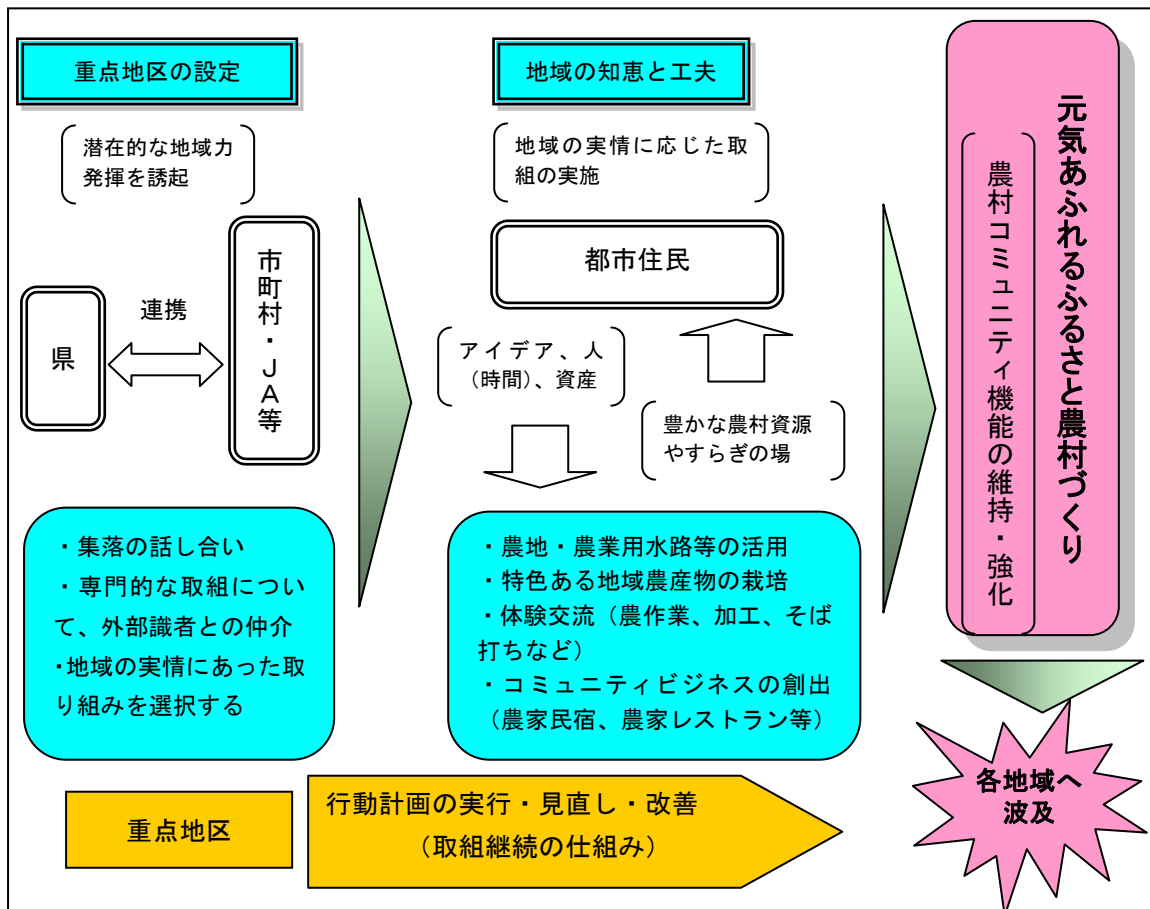 重点地区の設定
潜在的な地域力
発揮を誘起
県
連携
市町村・JA等
・集落の話し合い
・専門的な取組につい
て、外部識者との仲介
・地域の実情にあった取
り組みを選択する
地域の知恵と工夫
地域の実情に応じた取
組の実施
都市住民
アイデア、人
（時間）、資産
豊かな農村資源
やすらぎの場
・農地・農業用水路等の活用
・特色ある地域農産物の栽培
・体験交流（農作業、加工、そば
打ちなど）
・コミュニティビジネスの創出
（農家民宿、農家レストラン等）
元気あふれるふるさと農村づくり
農村コミュニティ機能の維持・強化
各地域へ
波及
重点地区
行動計画の実行・見直し・改善
（取組継続の仕組み）